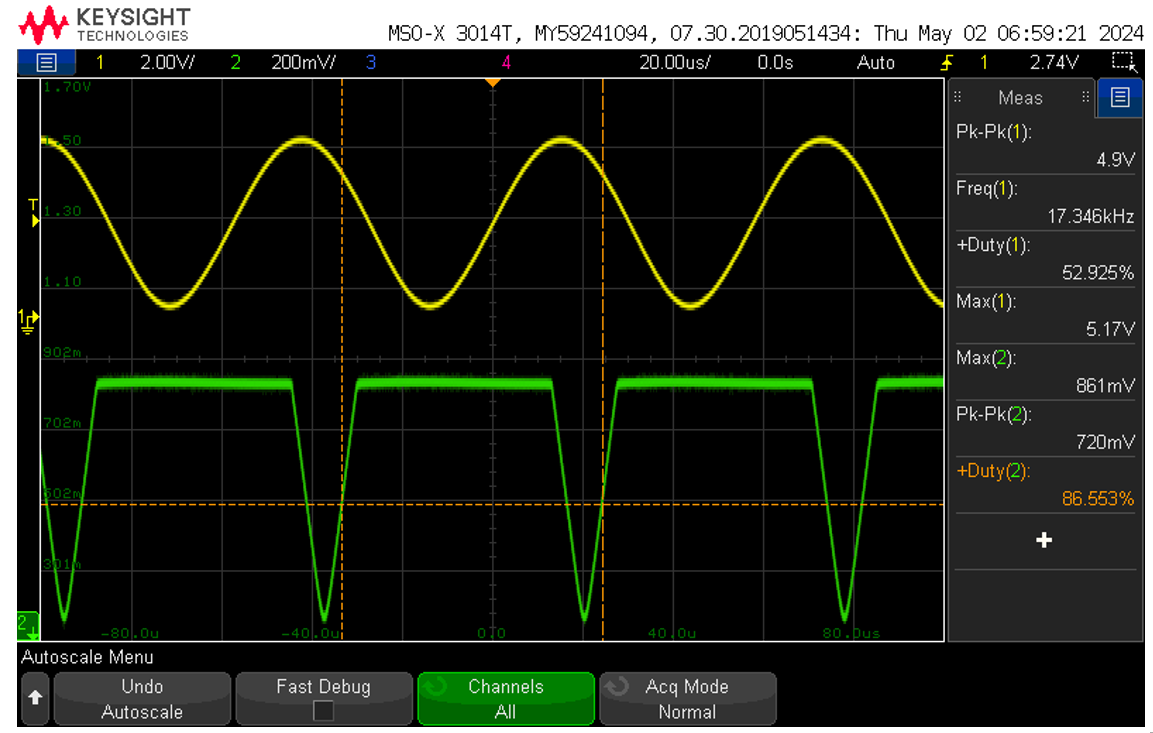 KEYSIGHT
TECHNOLOGIES
MSO-X 3014T, MY59241094, 07.30.2019051434: Thu May 02 06:59:21 2024
1 2.00V/ 2 200mV/ 3 4 20.00us/ 0.0s Auto 1 2.74V
1.70V
1.50
T
1.30
1.10
1
902m
702m
502m
301m
2
-80.0u -40.0u 0.0 40.0u 80.0us
Meas
Pk-Pk(1):
4.9V
Freq(1):
17.346kHz
+Duty(1):
52.925%
Max(1):
5.17V
Max(2):
861mV
Pk-Pk(2):
720mV
+Duty(2):
86.553%
+
Autoscale Menu
Undo
Autoscale
Fast Debug
Channels
All
Acq Mode
Normal